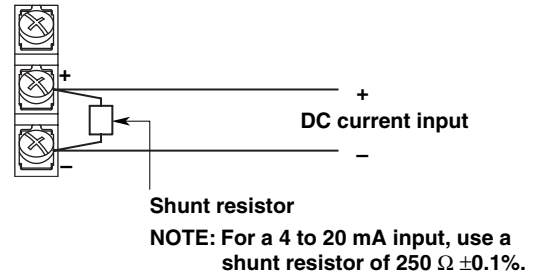 +
+
DC current input
–
–
Shunt resistor
NOTE: For a 4 to 20 mA input, use a
shunt resistor of 250 Ω ±0.1%.